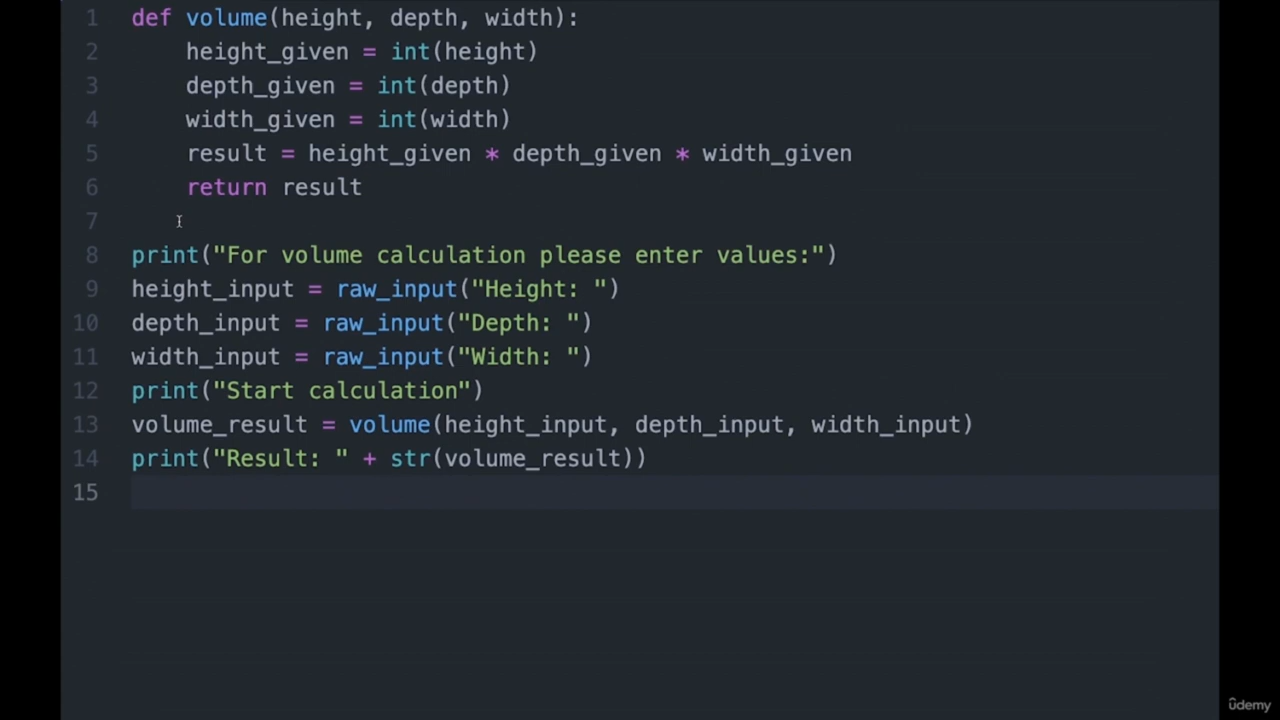 1 def volume(height, depth, width):
2     height_given = int(height)
3     depth_given = int(depth)
4     width_given = int(width)
5     result = height_given * depth_given * width_given
6     return result
7
8 print("For volume calculation please enter values:")
9 height_input = raw_input("Height: ")
10 depth_input = raw_input("Depth: ")
11 width_input = raw_input("Width: ")
12 print("Start calculation")
13 volume_result = volume(height_input, depth_input, width_input)
14 print("Result: " + str(volume_result))
15
ûdemy